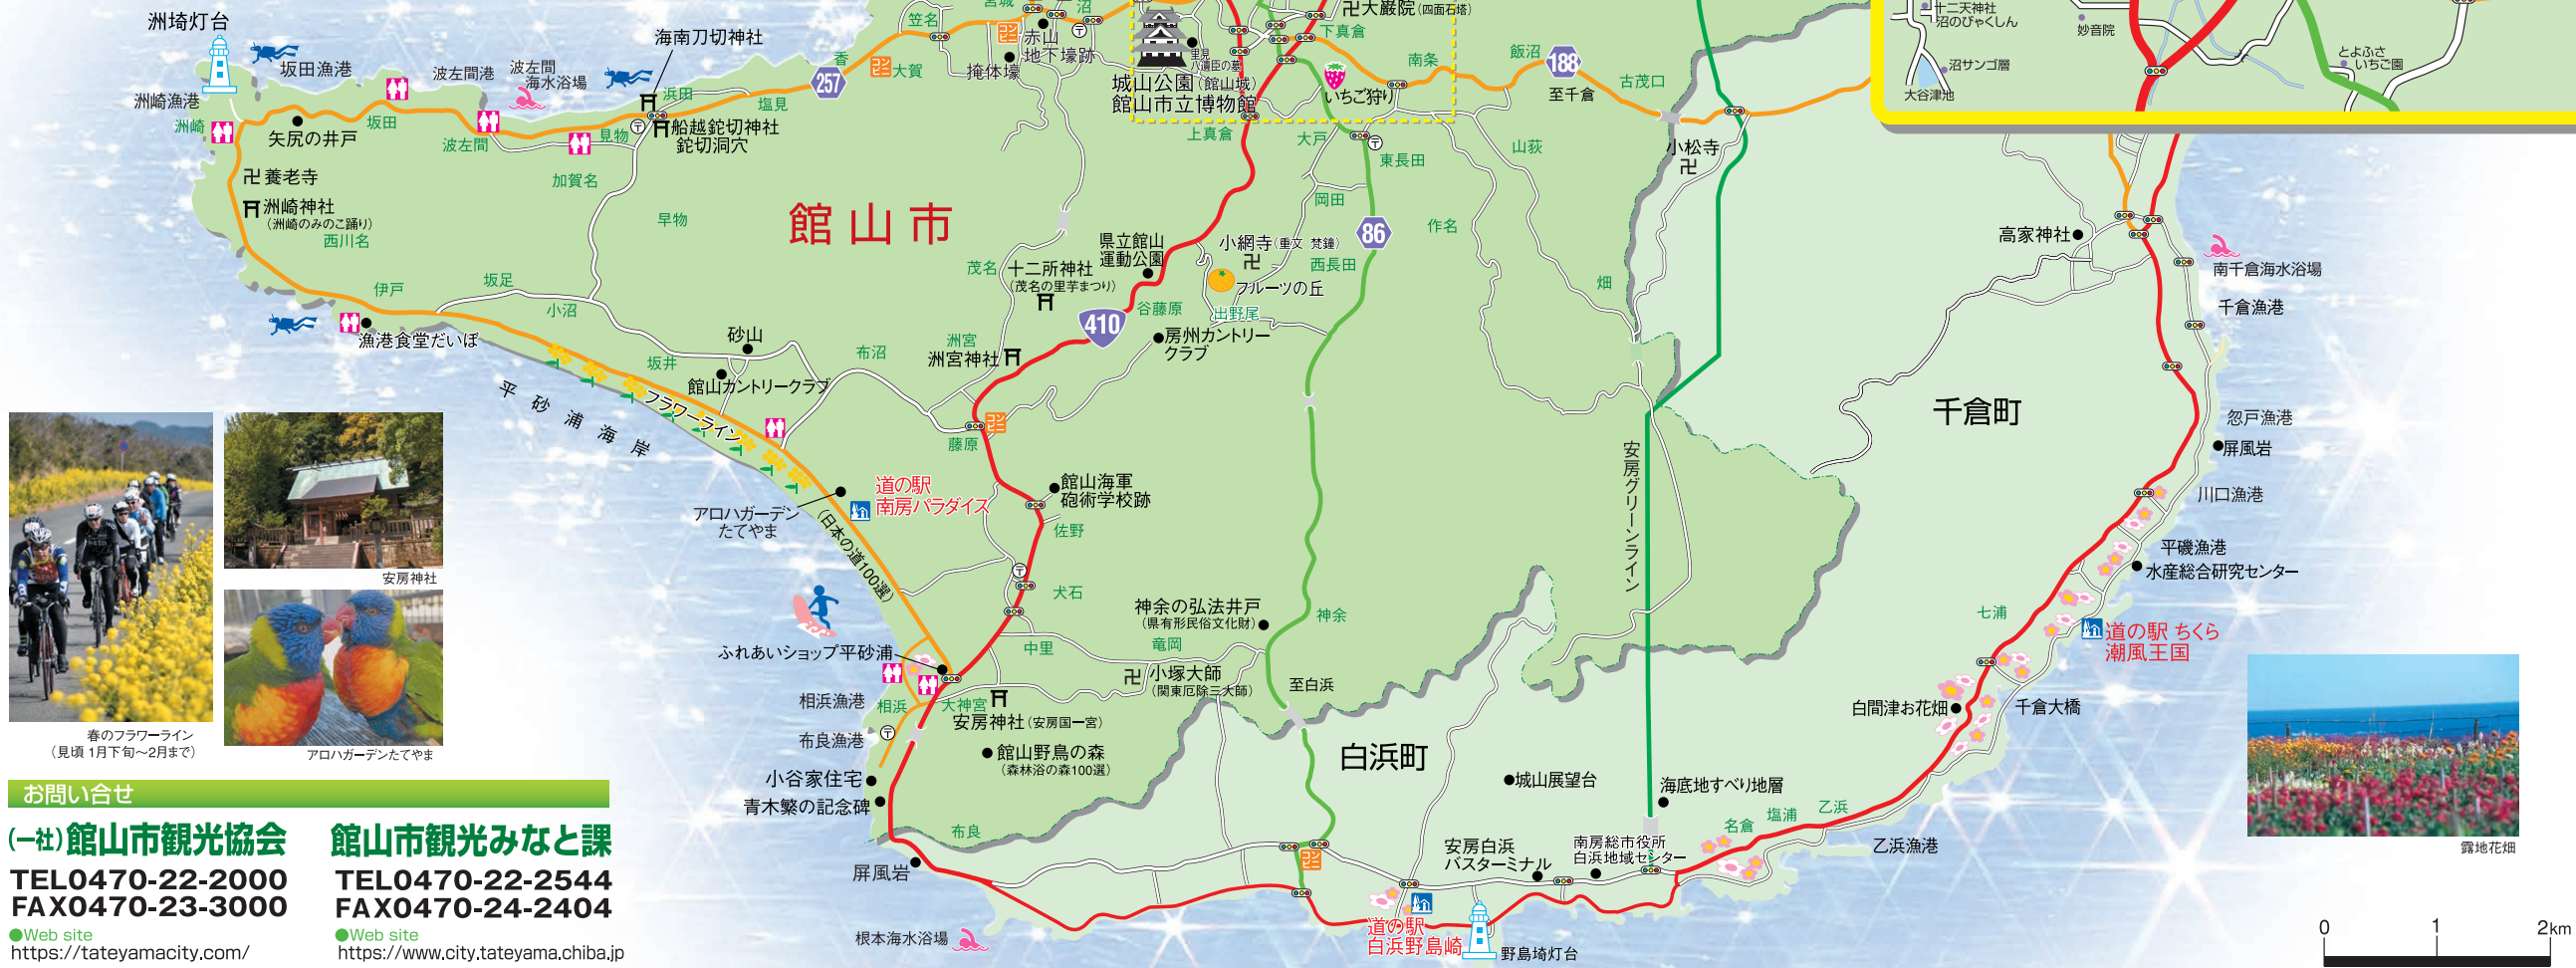 洲埼灯台
坂田漁港
波左間港
波左間
海水浴場
海南刀切神社
洲崎漁港
洲崎
矢尻の井戸
坂田
波左間
見物
浜田
塩見
香
257
コンビニ
大賀
笠名
宮城
沼
赤山
地下壕跡
掩体壕
船越鉈切神社
鉈切洞穴
加賀名
養老寺
洲崎神社
(洲崎のみのこ踊り)
西川名
早物
館山市
里見
八遺臣の墓
城山公園(館山城)
館山市立博物館
大巌院(四面石塔)
下真倉
いちご狩り
南条
飯沼
188
至千倉
古茂口
上真倉
大戸
東長田
山荻
小松寺
岡田
86
作名
畑
伊戸
坂足
小沼
漁港食堂だいぼ
砂山
坂井
布沼
館山カントリークラブ
フラワーライン
平砂浦海岸
県立館山
運動公園
茂名
十二所神社
(茂名の里芋まつり)
小網寺(重文 梵鐘)
西長田
フルーツの丘
出野尾
谷藤原
410
房州カントリー
クラブ
洲宮
洲宮神社
コンビニ
藤原
道の駅
南房パラダイス
アロハガーデン
たてやま
(日本の道100選)
館山海軍
砲術学校跡
佐野
犬石
神余の弘法井戸
(県有形民俗文化財)
神余
中里
竜岡
小塚大師
(関東厄除三大師)
至白浜
ふれあいショップ平砂浦
相浜漁港
相浜
大神宮
安房神社(安房国一宮)
布良漁港
館山野鳥の森
(森林浴の森100選)
小谷家住宅
青木繁の記念碑
布良
屏風岩
根本海水浴場
安房グリーンライン
白浜町
城山展望台
海底地すべり地層
コンビニ
安房白浜
バスターミナル
南房総市役所
白浜地域センター
名倉
塩浦
乙浜
乙浜漁港
道の駅
白浜野島崎
野島埼灯台
十二天神社
沼のびゃくしん
沼サンゴ層
大谷津池
妙音院
とよふさ
いちご園
高家神社
南千倉海水浴場
千倉漁港
千倉町
忽戸漁港
屏風岩
川口漁港
平磯漁港
水産総合研究センター
七浦
道の駅 ちくら
潮風王国
白間津お花畑
千倉大橋
露地花畑
春のフラワーライン
(見頃 1月下旬〜2月まで)
安房神社
アロハガーデンたてやま
お問い合せ
(一社)館山市観光協会
TEL0470-22-2000
FAX0470-23-3000
●Web site
https://tateyamacity.com/
館山市観光みなと課
TEL0470-22-2544
FAX0470-24-2404
●Web site
https://www.city.tateyama.chiba.jp
0 1 2km